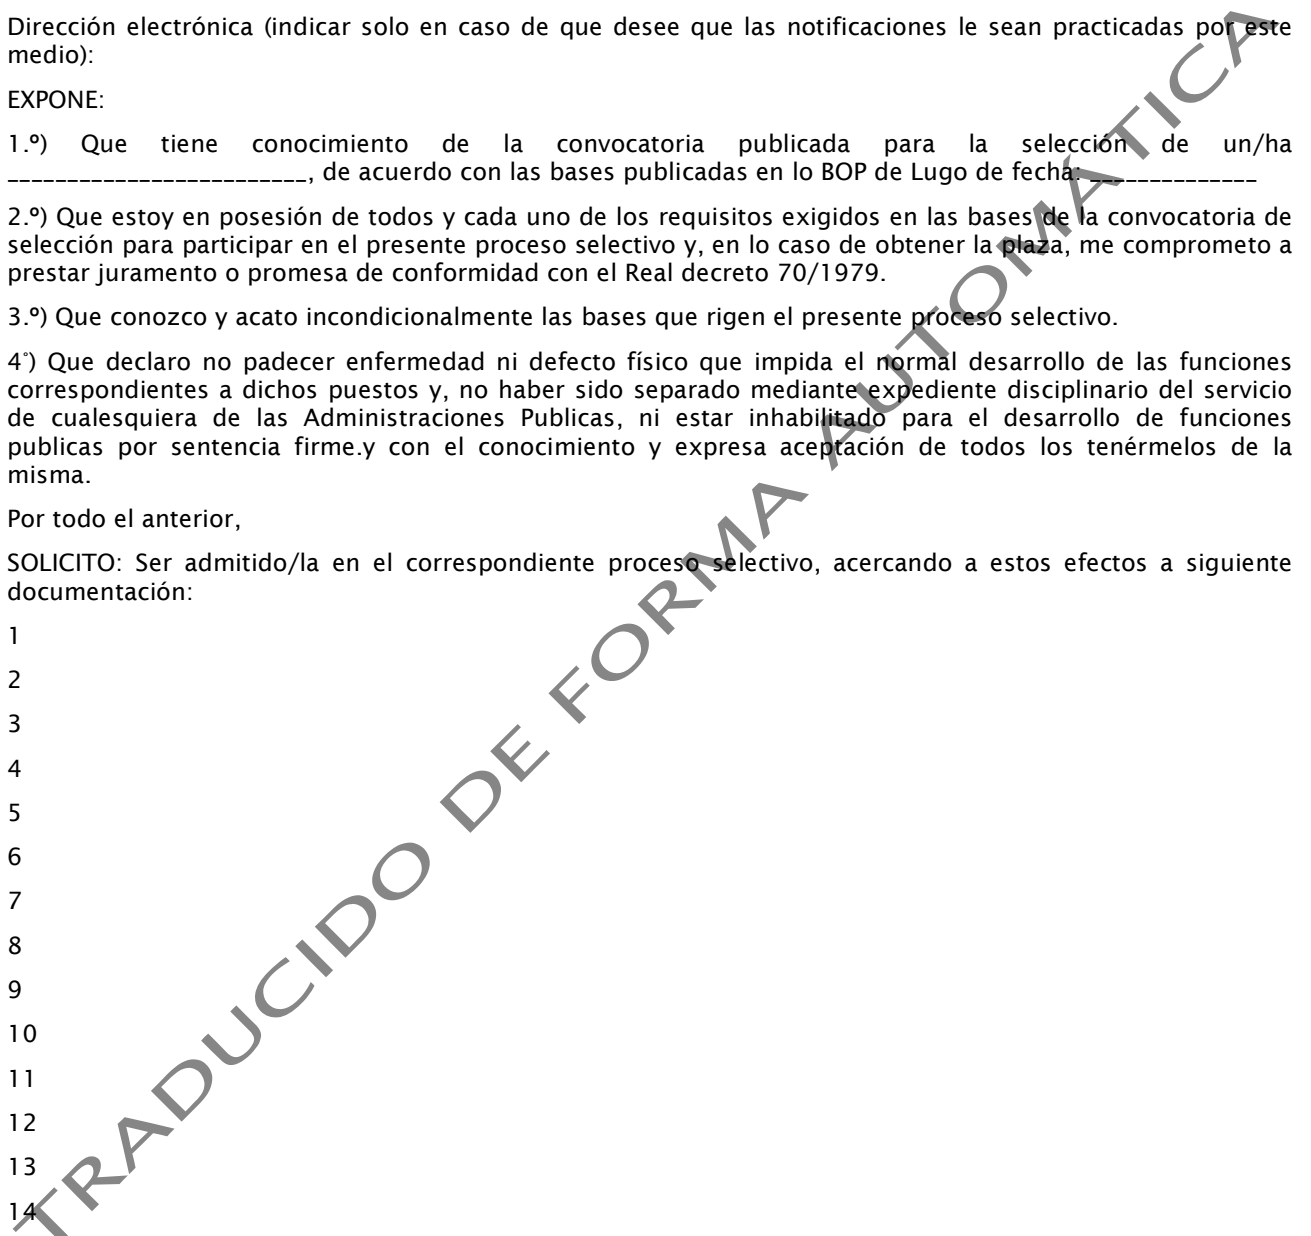 Dirección electrónica (indicar solo en caso de que desee que las notificaciones le sean practicadas por este
medio):
EXPONE:
1.º) Que tiene conocimiento de la convocatoria publicada para la selección de un/ha
_________________________, de acuerdo con las bases publicadas en lo BOP de Lugo de fecha: ______________
2.º) Que estoy en posesión de todos y cada uno de los requisitos exigidos en las bases de la convocatoria de
selección para participar en el presente proceso selectivo y, en lo caso de obtener la plaza, me comprometo a
prestar juramento o promesa de conformidad con el Real decreto 70/1979.
3.º) Que conozco y acato incondicionalmente las bases que rigen el presente proceso selectivo.
4°) Que declaro no padecer enfermedad ni defecto físico que impida el normal desarrollo de las funciones
correspondientes a dichos puestos y, no haber sido separado mediante expediente disciplinario del servicio
de cualesquiera de las Administraciones Publicas, ni estar inhabilitado para el desarrollo de funciones
publicas por sentencia firme.y con el conocimiento y expresa aceptación de todos los tenérmelos de la
misma.
Por todo el anterior,
SOLICITO: Ser admitido/la en el correspondiente proceso selectivo, acercando a estos efectos a siguiente
documentación:
1
2
3
4
5
6
7
8
9
10
11
12
13
14
TRADUCIDO DE FORMA AUTOMÁTICA